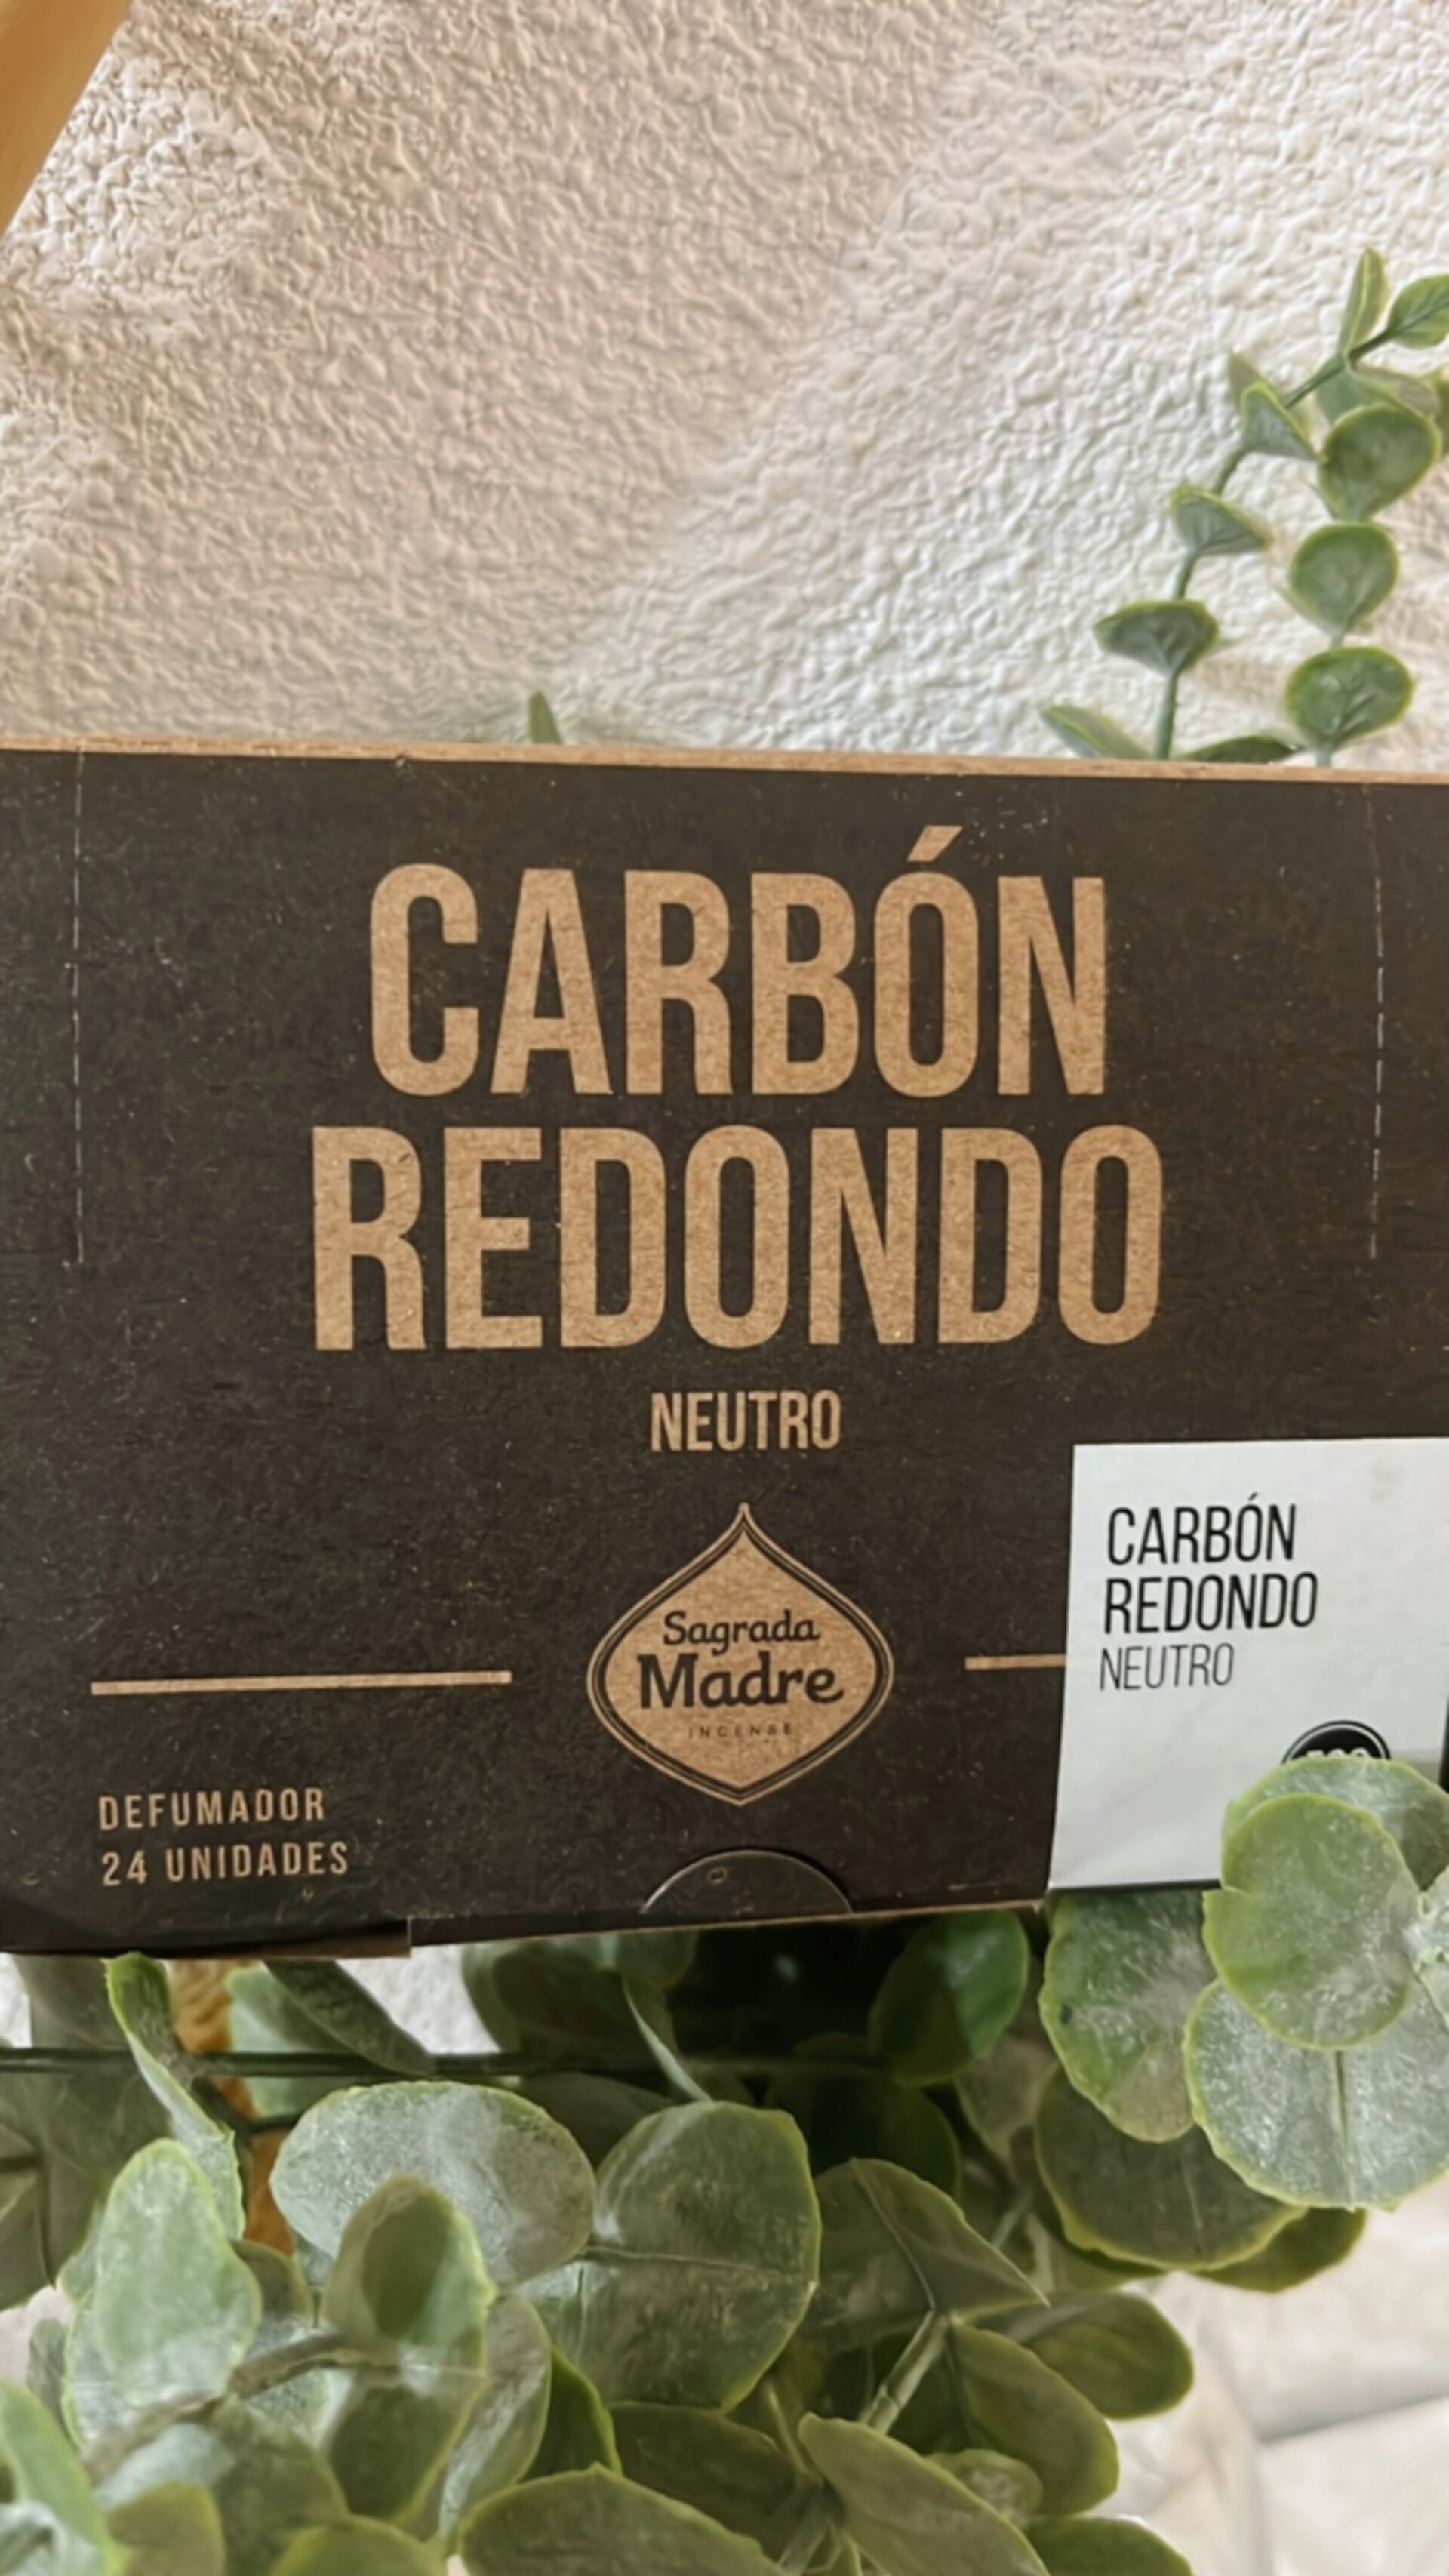 CARBÓN
REDONDO
NEUTRO
Sagrada
Madre
INCENSE
DEFUMADOR
24 UNIDADES
CARBÓN
REDONDO
NEUTRO